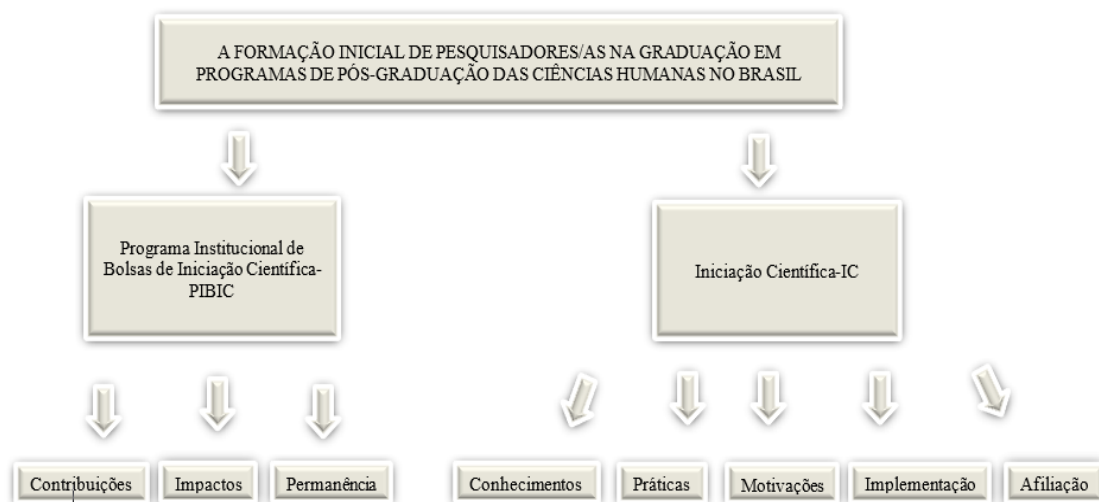 A FORMAÇÃO INICIAL DE PESQUISADORES/AS NA GRADUAÇÃO EM
PROGRAMAS DE PÓS-GRADUAÇÃO DAS CIÊNCIAS HUMANAS NO BRASIL
Programa Institucional de
Bolsas de Iniciação Científica-
PIBIC
Iniciação Científica-IC
Contribuições
Impactos
Permanência
Conhecimentos
Práticas
Motivações
Implementação
Afiliação